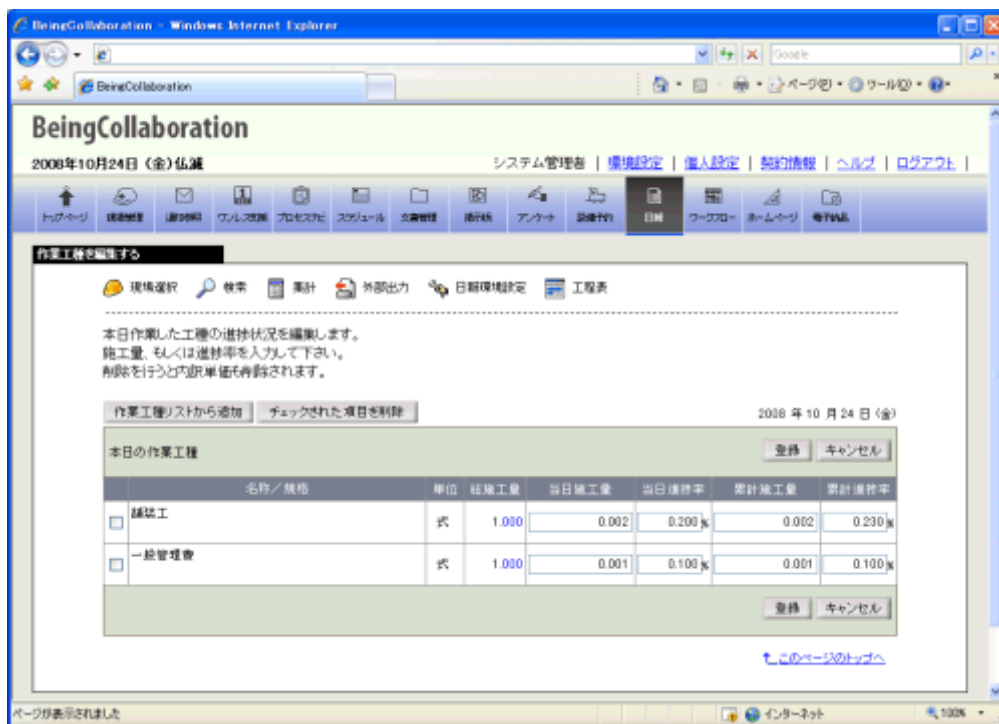 BeingCollaboration - Windows Internet Explorer
Google
BeingCollaboration ページ(P) ツール(O)
BeingCollaboration
2008年10月24日 (金)仏滅 システム管理者 | 環境設定 | 個人設定 | 契約情報 | ヘルプ | ログアウト |
トップページ プロセスナビ スケジュール 文書管理 掲示板 アンケート 設備予約 日報 ワークフロー ホームページ 電子納品
作業工種を編集する
現場選択 検索 集計 外部出力 日報環境設定 工程表
本日作業した工種の進捗状況を編集します。
施工量、もしくは進捗率を入力して下さい。
削除を行うと内訳単価も削除されます。
作業工種リストから追加 チェックされた項目を削除 2008 年 10 月 24 日 (金)
本日の作業工種 登録 キャンセル
名称/規格 単位 総施工量 当日施工量 当日進捗率 累計施工量 累計進捗率
舗装工 式 1.000 0.002 0.200 % 0.002 0.230 %
一般管理費 式 1.000 0.001 0.100 % 0.001 0.100 %
登録 キャンセル
このページのトップへ
ページが表示されました インターネット 100%